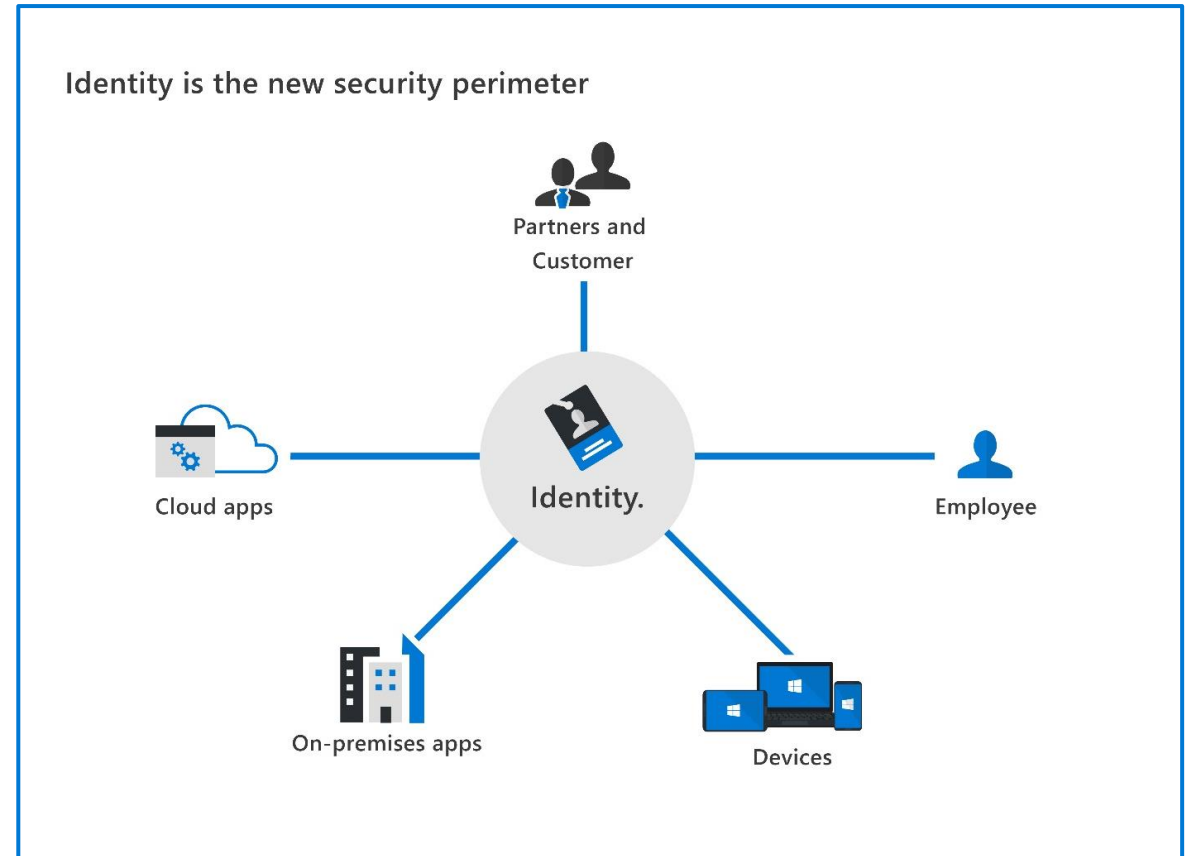 Identity is the new security perimeter
Partners and
Customer
Identity.
Cloud apps
Employee
On-premises apps
Devices